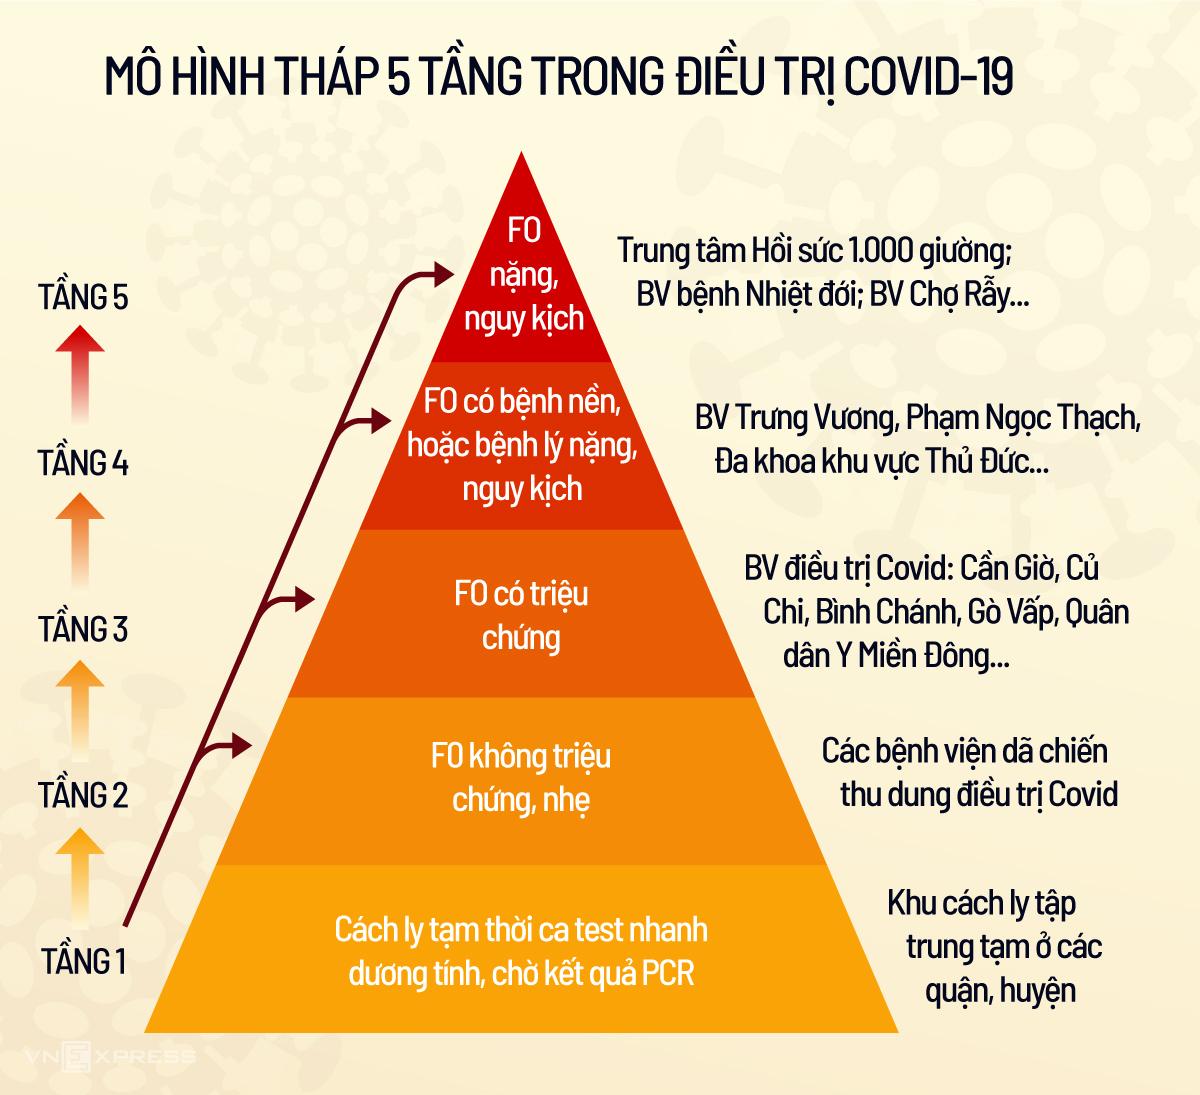 MÔ HÌNH THÁP 5 TẦNG TRONG ĐIỀU TRỊ COVID-19
TẦNG 5
F0
nặng,
nguy kịch
Trung tâm Hồi sức 1.000 giường;
BV bệnh Nhiệt đới; BV Chợ Rẫy...
TẦNG 4
F0 có bệnh nền,
hoặc bệnh lý nặng,
nguy kịch
BV Trưng Vương, Phạm Ngọc Thạch,
Đa khoa khu vực Thủ Đức...
TẦNG 3
F0 có triệu
chứng
BV điều trị Covid: Cần Giờ, Củ
Chi, Bình Chánh, Gò Vấp, Quân
dân Y Miền Đông...
TẦNG 2
F0 không triệu
chứng, nhẹ
Các bệnh viện dã chiến
thu dung điều trị Covid
TẦNG 1
Cách ly tạm thời ca test nhanh
dương tính, chờ kết quả PCR
Khu cách ly tập
trung tạm ở các
quận, huyện
VNEXPRESS